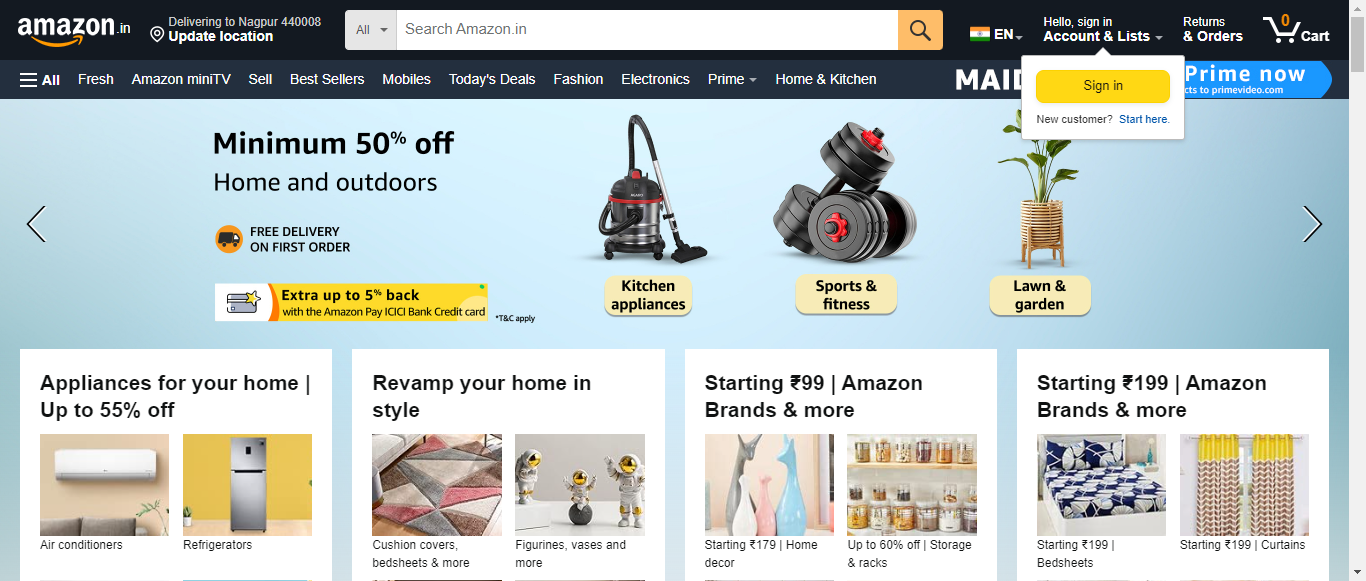 amazon.in
Delivering to Nagpur 440008
Update location
All
Search Amazon.in
EN
Hello, sign in
Account & Lists
Returns
& Orders
0
Cart
All
Fresh
Amazon miniTV
Sell
Best Sellers
Mobiles
Today's Deals
Fashion
Electronics
Prime
Home & Kitchen
MAID
Prime now
cts to primevideo.com
Sign in
New customer? Start here.
Minimum 50% off
Home and outdoors
FREE DELIVERY
ON FIRST ORDER
Extra up to 5% back
with the Amazon Pay ICICI Bank Credit card
*T&C apply
Kitchen
appliances
Sports &
fitness
Lawn &
garden
Appliances for your home |
Up to 55% off
Air conditioners
Refrigerators
Revamp your home in
style
Cushion covers,
bedsheets & more
Figurines, vases and
more
Starting ₹99 | Amazon
Brands & more
Starting ₹179 | Home
decor
Up to 60% off | Storage
& racks
Starting ₹199 | Amazon
Brands & more
Starting ₹199 |
Bedsheets
Starting ₹199 | Curtains